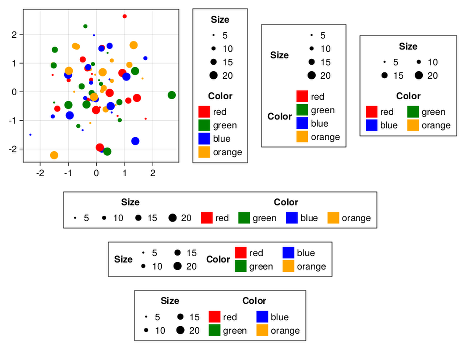 2
1
0
-1
-2
-2 -1 0 1 2
Size
5
10
15
20
Color
red
green
blue
orange
Size
5
10
15
20
Color
red
green
blue
orange
5 10
15 20
red green
blue orange
Size Color
5 10 15 20 red green blue orange
Size 5 15 Color red blue
10 20 green orange
Size Color
5 15 red blue
10 20 green orange